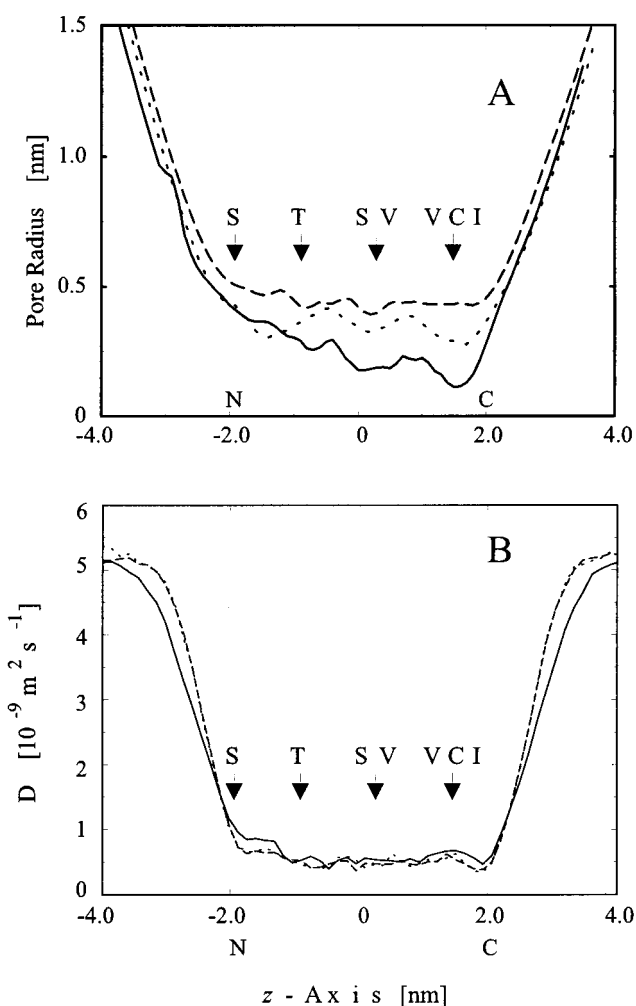 1.5
A
1.0
Pore Radius [nm]
S T S V V C I
0.5
N C
0
-4.0 -2.0 0 2.0 4.0
6
B
5
4
D [10⁻⁹ m² s⁻¹]
3
S T S V V C I
2
1
0
-4.0 -2.0 0 2.0 4.0
N C
z - Axis [nm]